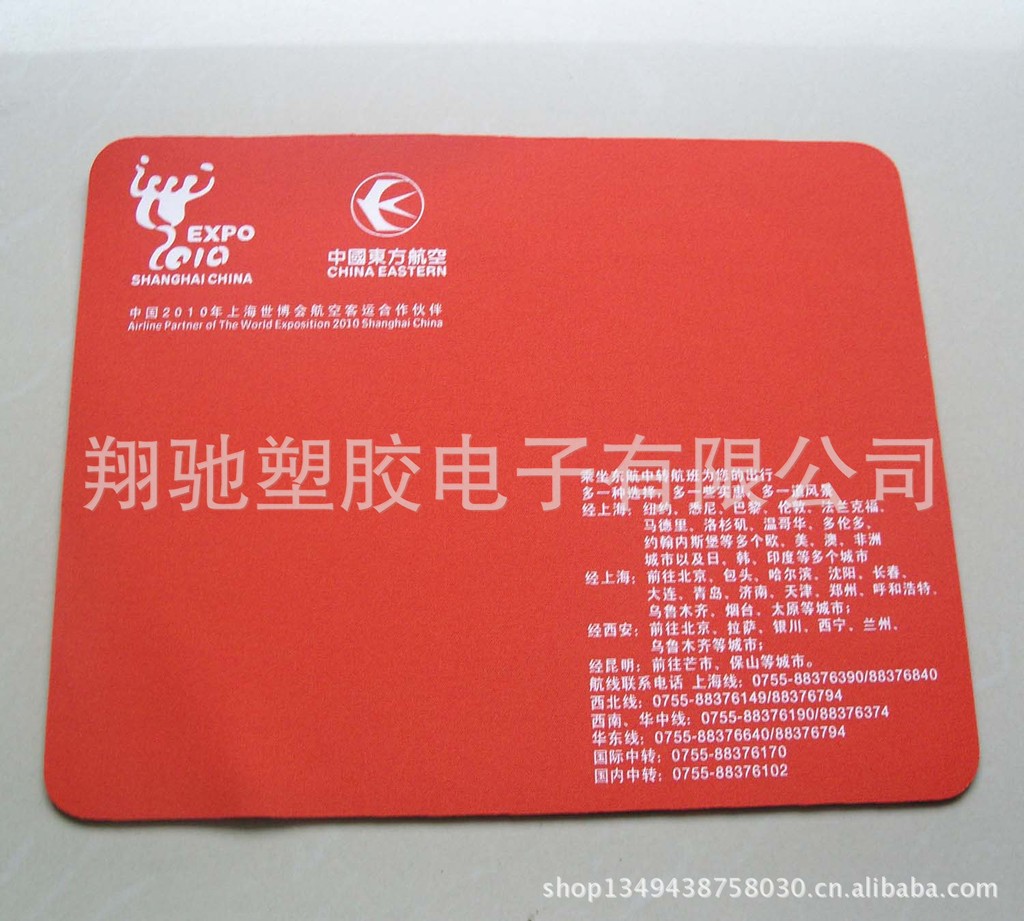 EXPO
2010
SHANGHAI CHINA
中國東方航空
CHINA EASTERN
中国2010年上海世博会航空客运合作伙伴
Airline Partner of The World Exposition 2010 Shanghai China
翔驰塑胶电子有限公司
乘坐东航中转航班为您的出行
多一种选择、多一些实惠、多一道风景
经上海：纽约、悉尼、巴黎、伦敦、法兰克福、
马德里、洛杉矶、温哥华、多伦多、
约翰内斯堡等多个欧、美、澳、非洲
城市以及日、韩、印度等多个城市
经上海：前往北京、包头、哈尔滨、沈阳、长春、
大连、青岛、济南、天津、郑州、呼和浩特、
乌鲁木齐、烟台、太原等城市；
经西安：前往北京、拉萨、银川、西宁、兰州、
乌鲁木齐等城市；
经昆明：前往芒市、保山等城市。
航线联系电话 上海线：0755-88376390/88376840
西北线：0755-88376149/88376794
西南、华中线：0755-88376190/88376374
华东线：0755-88376640/88376794
国际中转：0755-88376170
国内中转：0755-88376102
shop1349438758030.cn.alibaba.com